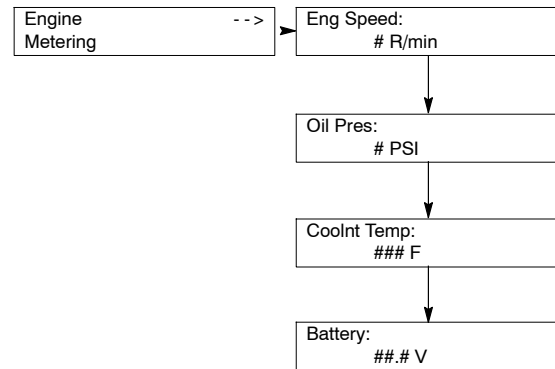 Engine -->
Metering
Eng Speed:
# R/min
Oil Pres:
# PSI
Coolnt Temp:
### F
Battery:
##.# V